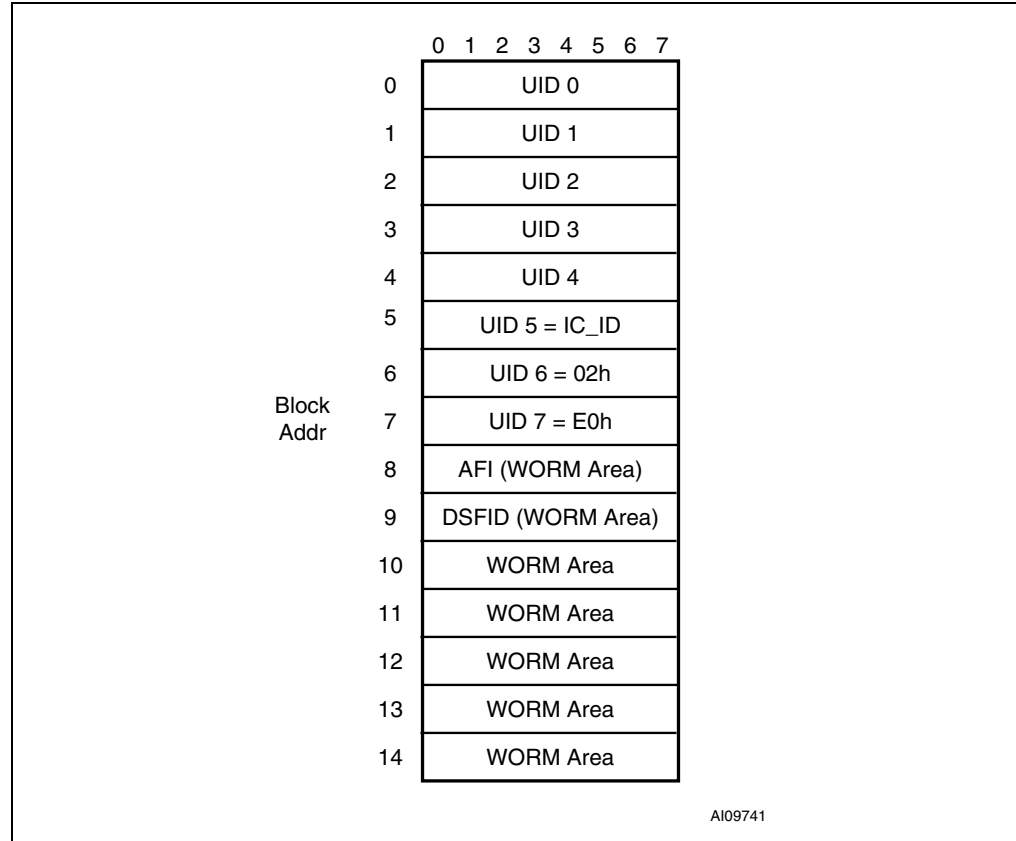 0 1 2 3 4 5 6 7
0 UID 0
1 UID 1
2 UID 2
3 UID 3
4 UID 4
5 UID 5 = IC_ID
6 UID 6 = 02h
Block
Addr
7 UID 7 = E0h
8 AFI (WORM Area)
9 DSFID (WORM Area)
10 WORM Area
11 WORM Area
12 WORM Area
13 WORM Area
14 WORM Area
AI09741